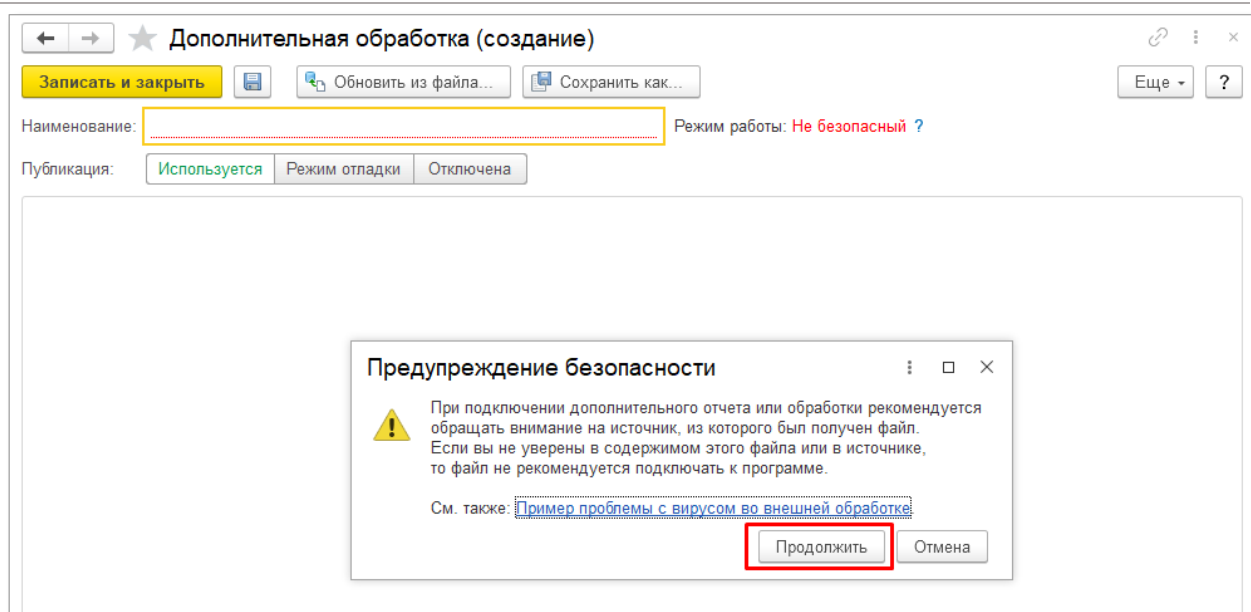 Дополнительная обработка (создание)
Записать и закрыть Обновить из файла... Сохранить как... Еще ?
Наименование: Режим работы: Не безопасный ?
Публикация: Используется Режим отладки Отключена
Предупреждение безопасности
При подключении дополнительного отчета или обработки рекомендуется
обращать внимание на источник, из которого был получен файл.
Если вы не уверены в содержимом этого файла или в источнике,
то файл не рекомендуется подключать к программе.
См. также: Пример проблемы с вирусом во внешней обработке.
Продолжить Отмена